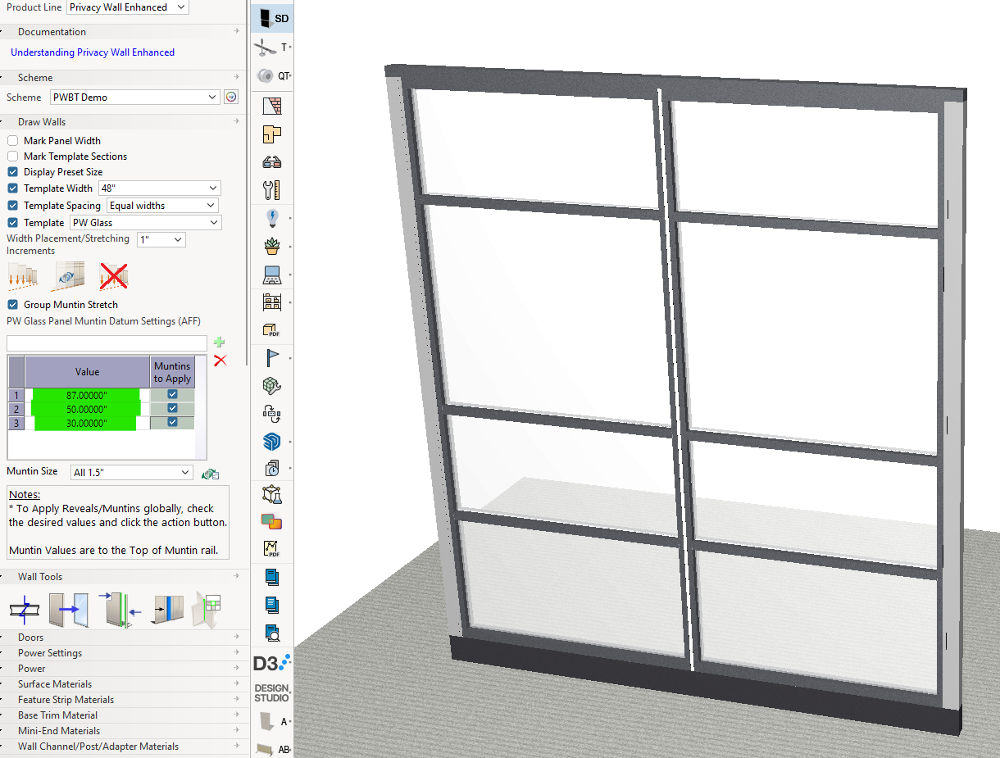 Product Line Privacy Wall Enhanced
Documentation
Understanding Privacy Wall Enhanced
Scheme
Scheme PWBT Demo
Draw Walls
Mark Panel Width
Mark Template Sections
Display Preset Size
Template Width 48"
Template Spacing Equal widths
Template PW Glass
Width Placement/Stretching 1"
Increments
Group Muntin Stretch
PW Glass Panel Muntin Datum Settings (AFF)
Value Muntins
to Apply
1 87.00000"
2 50.00000"
3 30.00000"
Muntin Size All 1.5"
Notes:
* To Apply Reveals/Muntins globally, check
the desired values and click the action button.
Muntin Values are to the Top of Muntin rail.
Wall Tools
Doors
Power Settings
Power
Surface Materials
Feature Strip Materials
Base Trim Material
Mini-End Materials
Wall Channel/Post/Adapter Materials
SD
T
QT
PDF
PDF
D3
DESIGN
STUDIO
A
AB